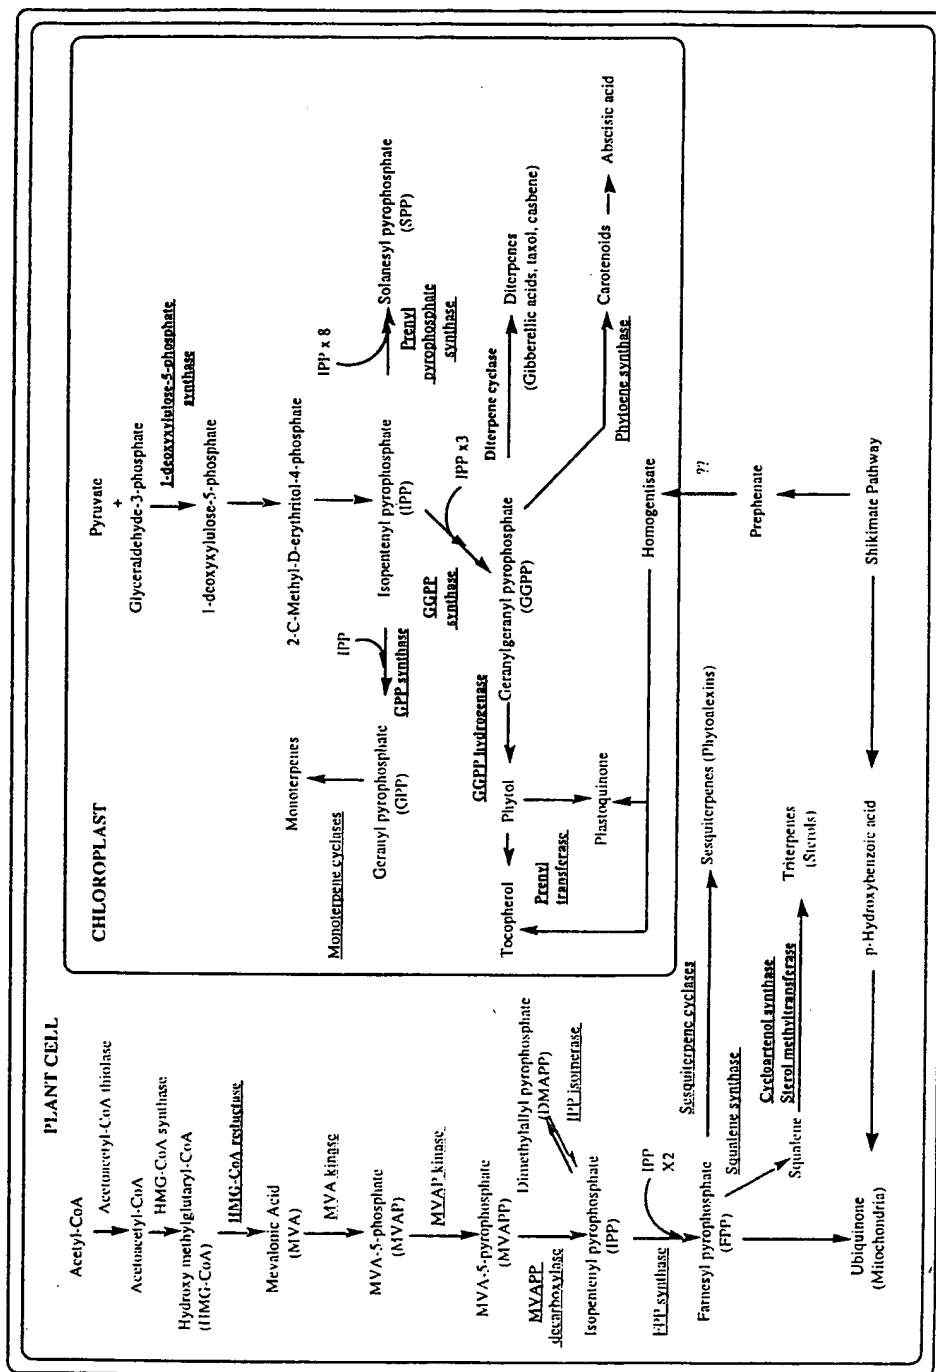 PLANT CELL
Acetyl-CoA
Acetoacetyl-CoA thiolase
Acetoacetyl-CoA
HMG-CoA synthase
Hydroxy methylglutaryl-CoA
(HMG-CoA)
HMG-CoA reductase
Mevalonic Acid
(MVA)
MVA kinase
MVA-5-phosphate
(MVAP)
MVAP kinase
MVA-5-pyrophosphate
(MVAPP)
MVAPP
decarboxylase
Dimethylallyl pyrophosphate
(DMAPP)
IPP isomerase
Isopentenyl pyrophosphate
(IPP)
FPP synthase
IPP
X2
Farnesyl pyrophosphate
(FPP)
Sesquiterpene cyclases
Sesquiterpenes (Phytoalexins)
Squalene synthase
Squalene
Cycloartenol synthase
Sterol methyltransferase
Triterpenes
(Sterols)
Ubiquinone
(Mitochondria)
p-Hydroxybenzoic acid
Shikimate Pathway
Prephenate
??
CHLOROPLAST
Pyruvate
+
Glyceraldehyde-3-phosphate
1-deoxyxylulose-5-phosphate
synthase
1-deoxyxylulose-5-phosphate
2-C-Methyl-D-erythritol-4-phosphate
Isopentenyl pyrophosphate
(IPP)
IPP x 8
Solanesyl pyrophosphate
(SPP)
Prenyl
pyrophosphate
synthase
IPP
GPP synthase
Geranyl pyrophosphate
(GPP)
Monoterpenes
Monoterpene cyclases
GGPP
synthase
IPP x3
Geranylgeranyl pyrophosphate
(GGPP)
Diterpene cyclase
Diterpenes
(Gibberellic acids, taxol, casbene)
Phytoene synthase
Carotenoids
Abscisic acid
GGPP hydrogenase
Phytol
Prenyl
transferase
Tocopherol
Plastoquinone
Homogentisate